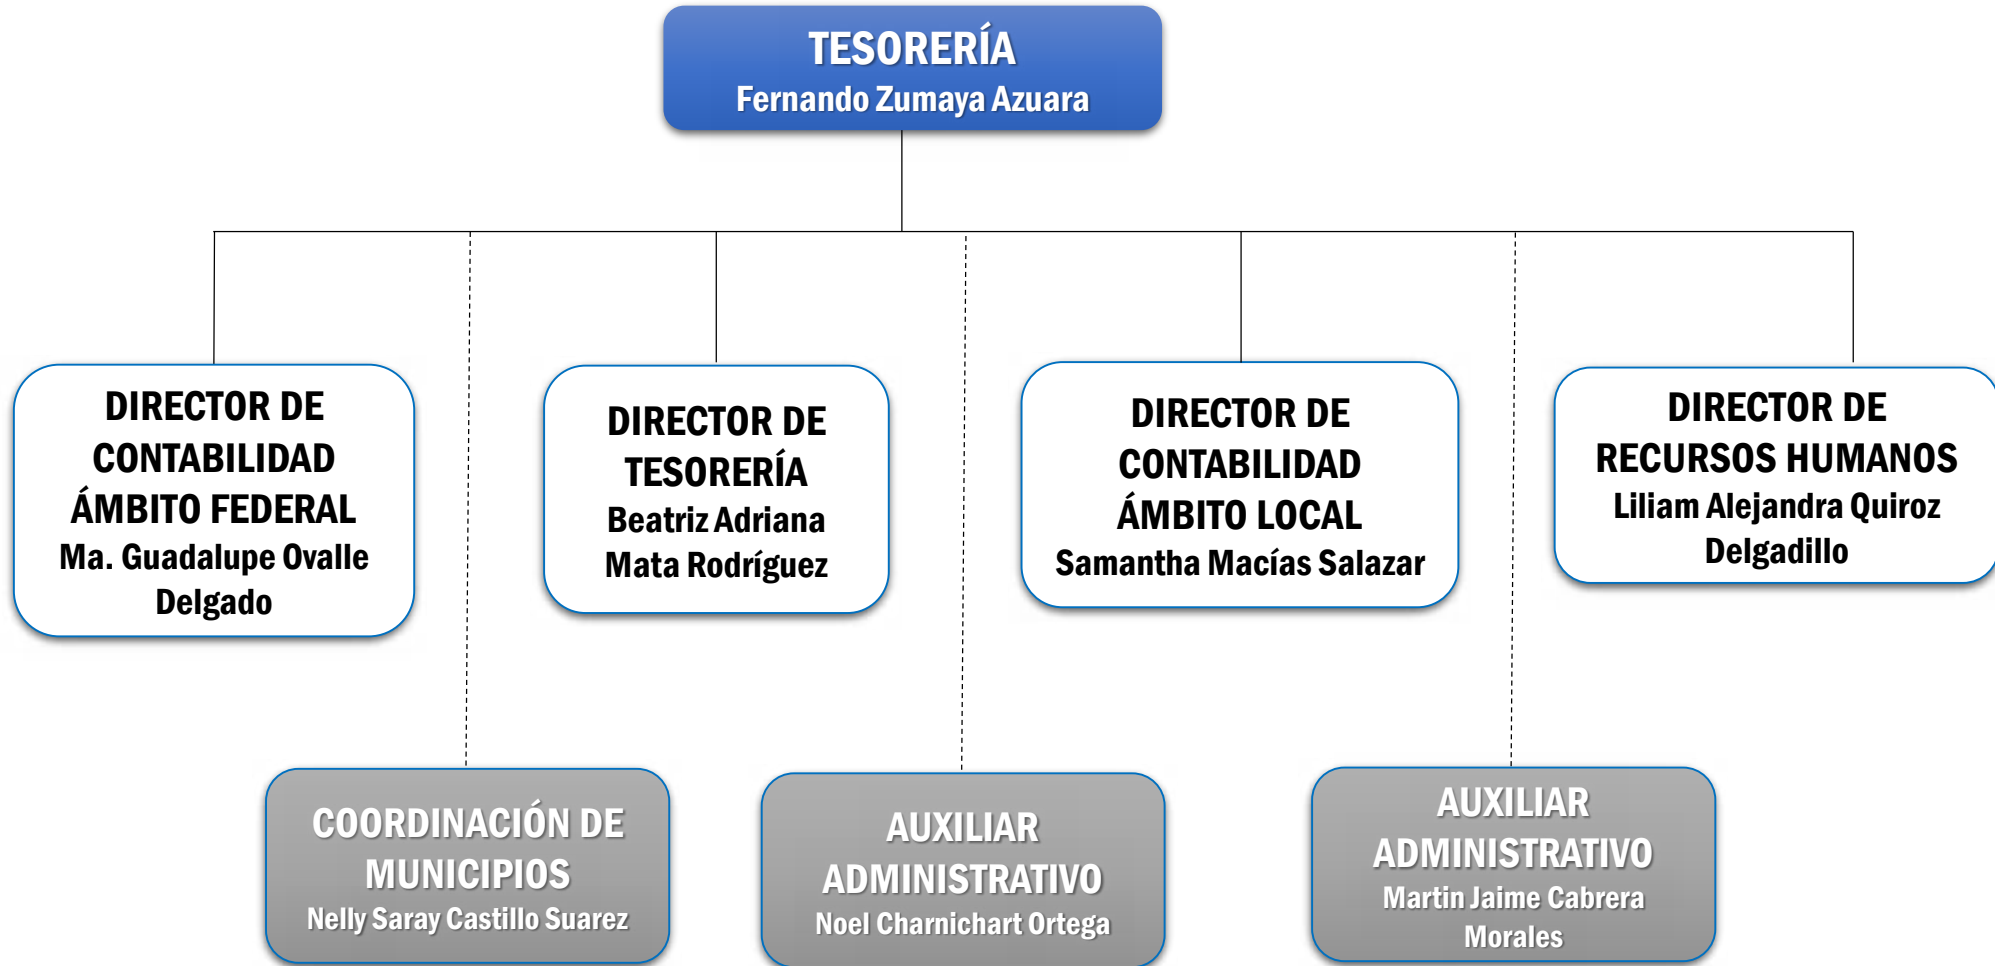 TESORERÍA
Fernando Zumaya Azuara
DIRECTOR DE
CONTABILIDAD
ÁMBITO FEDERAL
Ma. Guadalupe Ovalle
Delgado
DIRECTOR DE
TESORERÍA
Beatriz Adriana
Mata Rodríguez
DIRECTOR DE
CONTABILIDAD
ÁMBITO LOCAL
Samantha Macías Salazar
DIRECTOR DE
RECURSOS HUMANOS
Liliam Alejandra Quiroz
Delgadillo
COORDINACIÓN DE
MUNICIPIOS
Nelly Saray Castillo Suarez
AUXILIAR
ADMINISTRATIVO
Noel Charnichart Ortega
AUXILIAR
ADMINISTRATIVO
Martin Jaime Cabrera
Morales